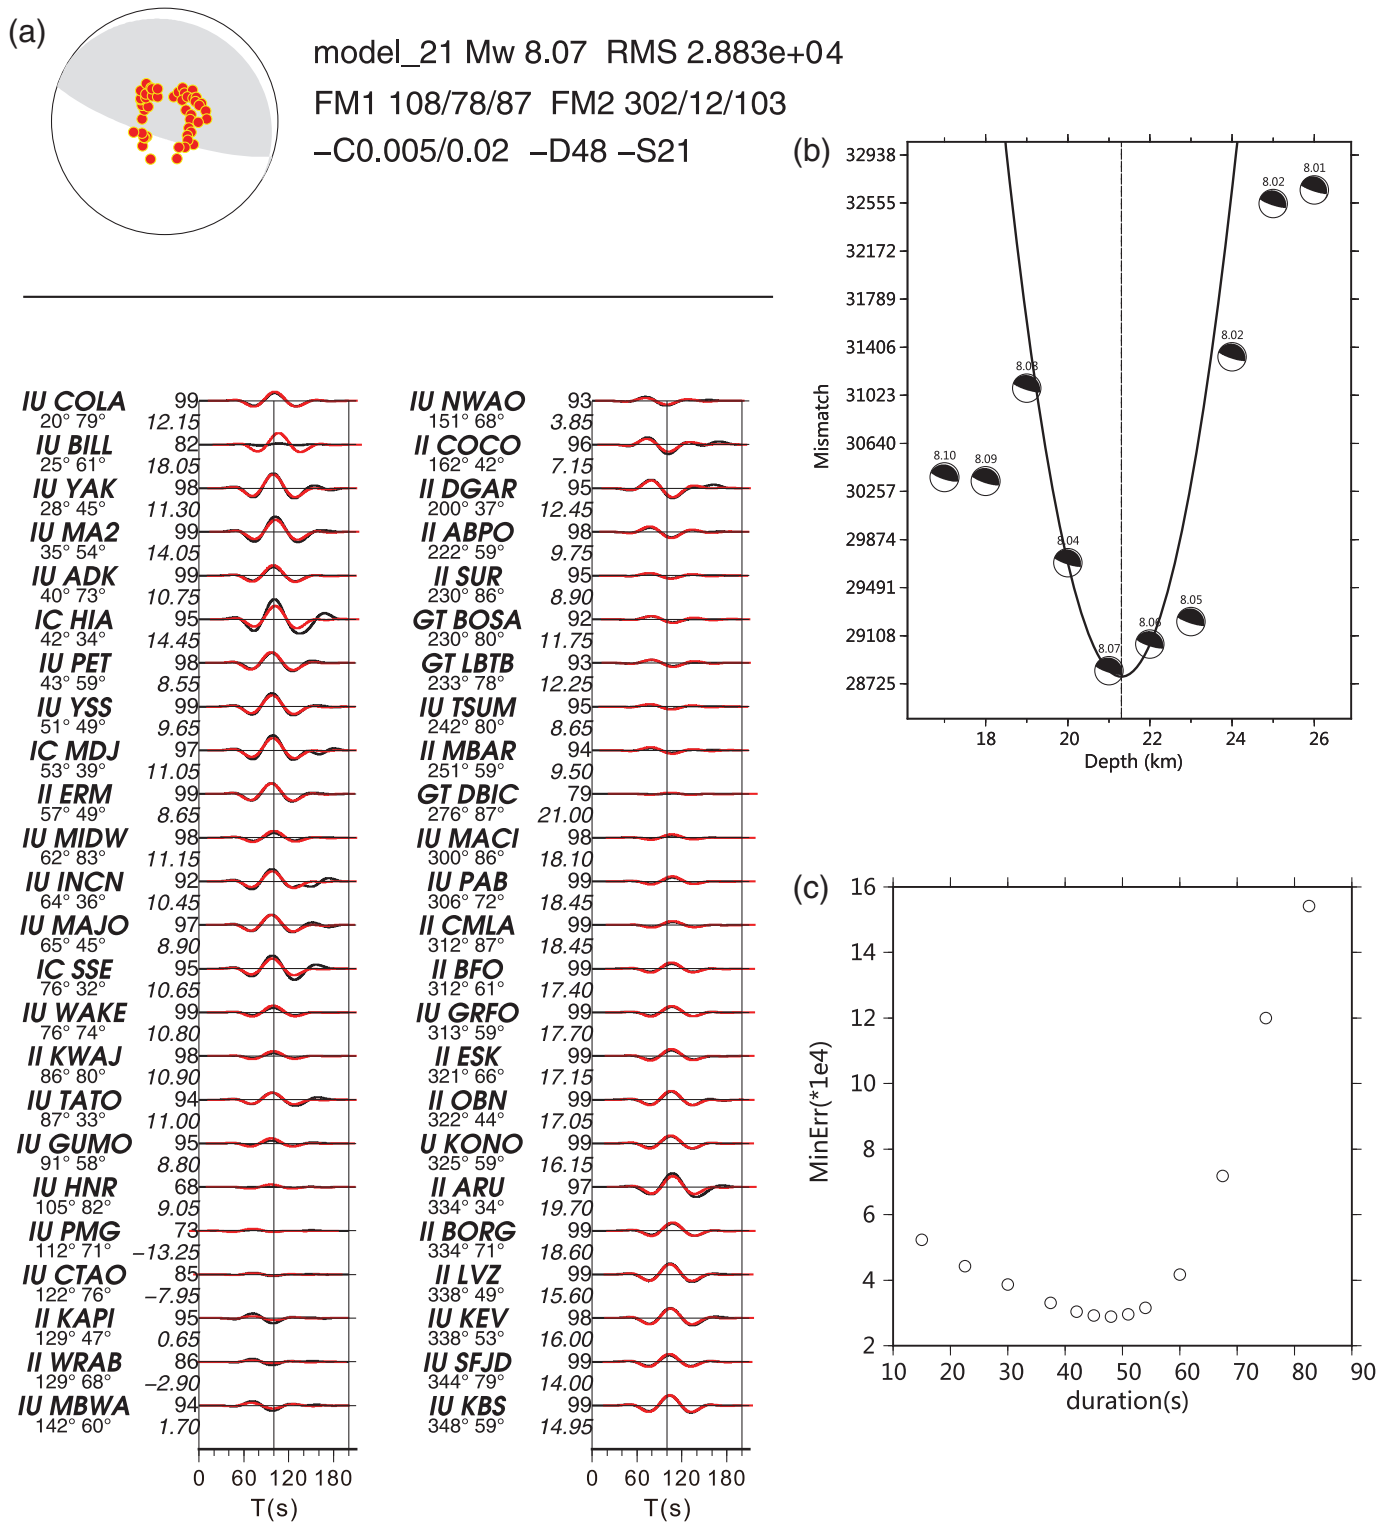 (a)
model_21 Mw 8.07 RMS 2.883e+04
FM1 108/78/87 FM2 302/12/103
−C0.005/0.02 −D48 −S21
IU COLA 99
20° 79° 12.15
IU BILL 82
25° 61° 18.05
IU YAK 98
28° 45° 11.30
IU MA2 99
35° 54° 14.05
IU ADK 99
40° 73° 10.75
IC HIA 95
42° 34° 14.45
IU PET 98
43° 59° 8.55
IU YSS 99
51° 49° 9.65
IC MDJ 97
53° 39° 11.05
II ERM 99
57° 49° 8.65
IU MIDW 98
62° 83° 11.15
IU INCN 92
64° 36° 10.45
IU MAJO 97
65° 45° 8.90
IC SSE 95
76° 32° 10.65
IU WAKE 99
76° 74° 10.80
II KWAJ 98
86° 80° 10.90
IU TATO 94
87° 33° 11.00
IU GUMO 95
91° 58° 8.80
IU HNR 68
105° 82° 9.05
IU PMG 73
112° 71° −13.25
IU CTAO 85
122° 76° −7.95
II KAPI 95
129° 47° 0.65
II WRAB 86
129° 68° −2.90
IU MBWA 94
142° 60° 1.70
0 60 120 180
T(s)
IU NWAO 93
151° 68° 3.85
II COCO 96
162° 42° 7.15
II DGAR 95
200° 37° 12.45
II ABPO 98
222° 59° 9.75
II SUR 95
230° 86° 8.90
GT BOSA 92
230° 80° 11.75
GT LBTB 93
233° 78° 12.25
IU TSUM 95
242° 80° 8.65
II MBAR 94
251° 59° 9.50
GT DBIC 79
276° 87° 21.00
IU MACI 98
300° 86° 18.10
IU PAB 99
306° 72° 18.45
II CMLA 99
312° 87° 18.45
II BFO 99
312° 61° 17.40
IU GRFO 99
313° 59° 17.70
II ESK 99
321° 66° 17.15
II OBN 99
322° 44° 17.05
U KONO 99
325° 59° 16.15
II ARU 97
334° 34° 19.70
II BORG 99
334° 71° 18.60
II LVZ 99
338° 49° 15.60
IU KEV 98
338° 53° 16.00
IU SFJD 99
344° 79° 14.00
IU KBS 99
348° 59° 14.95
0 60 120 180
T(s)
(b)
32938
32555
32172
31789
31406
31023
30640
30257
29874
29491
29108
28725
Mismatch
8.10
8.09
8.08
8.04
8.07
8.06
8.05
8.02
8.02
8.01
18 20 22 24 26
Depth (km)
(c)
16
14
12
10
8
6
4
2
MinErr(*1e4)
10 20 30 40 50 60 70 80 90
duration(s)